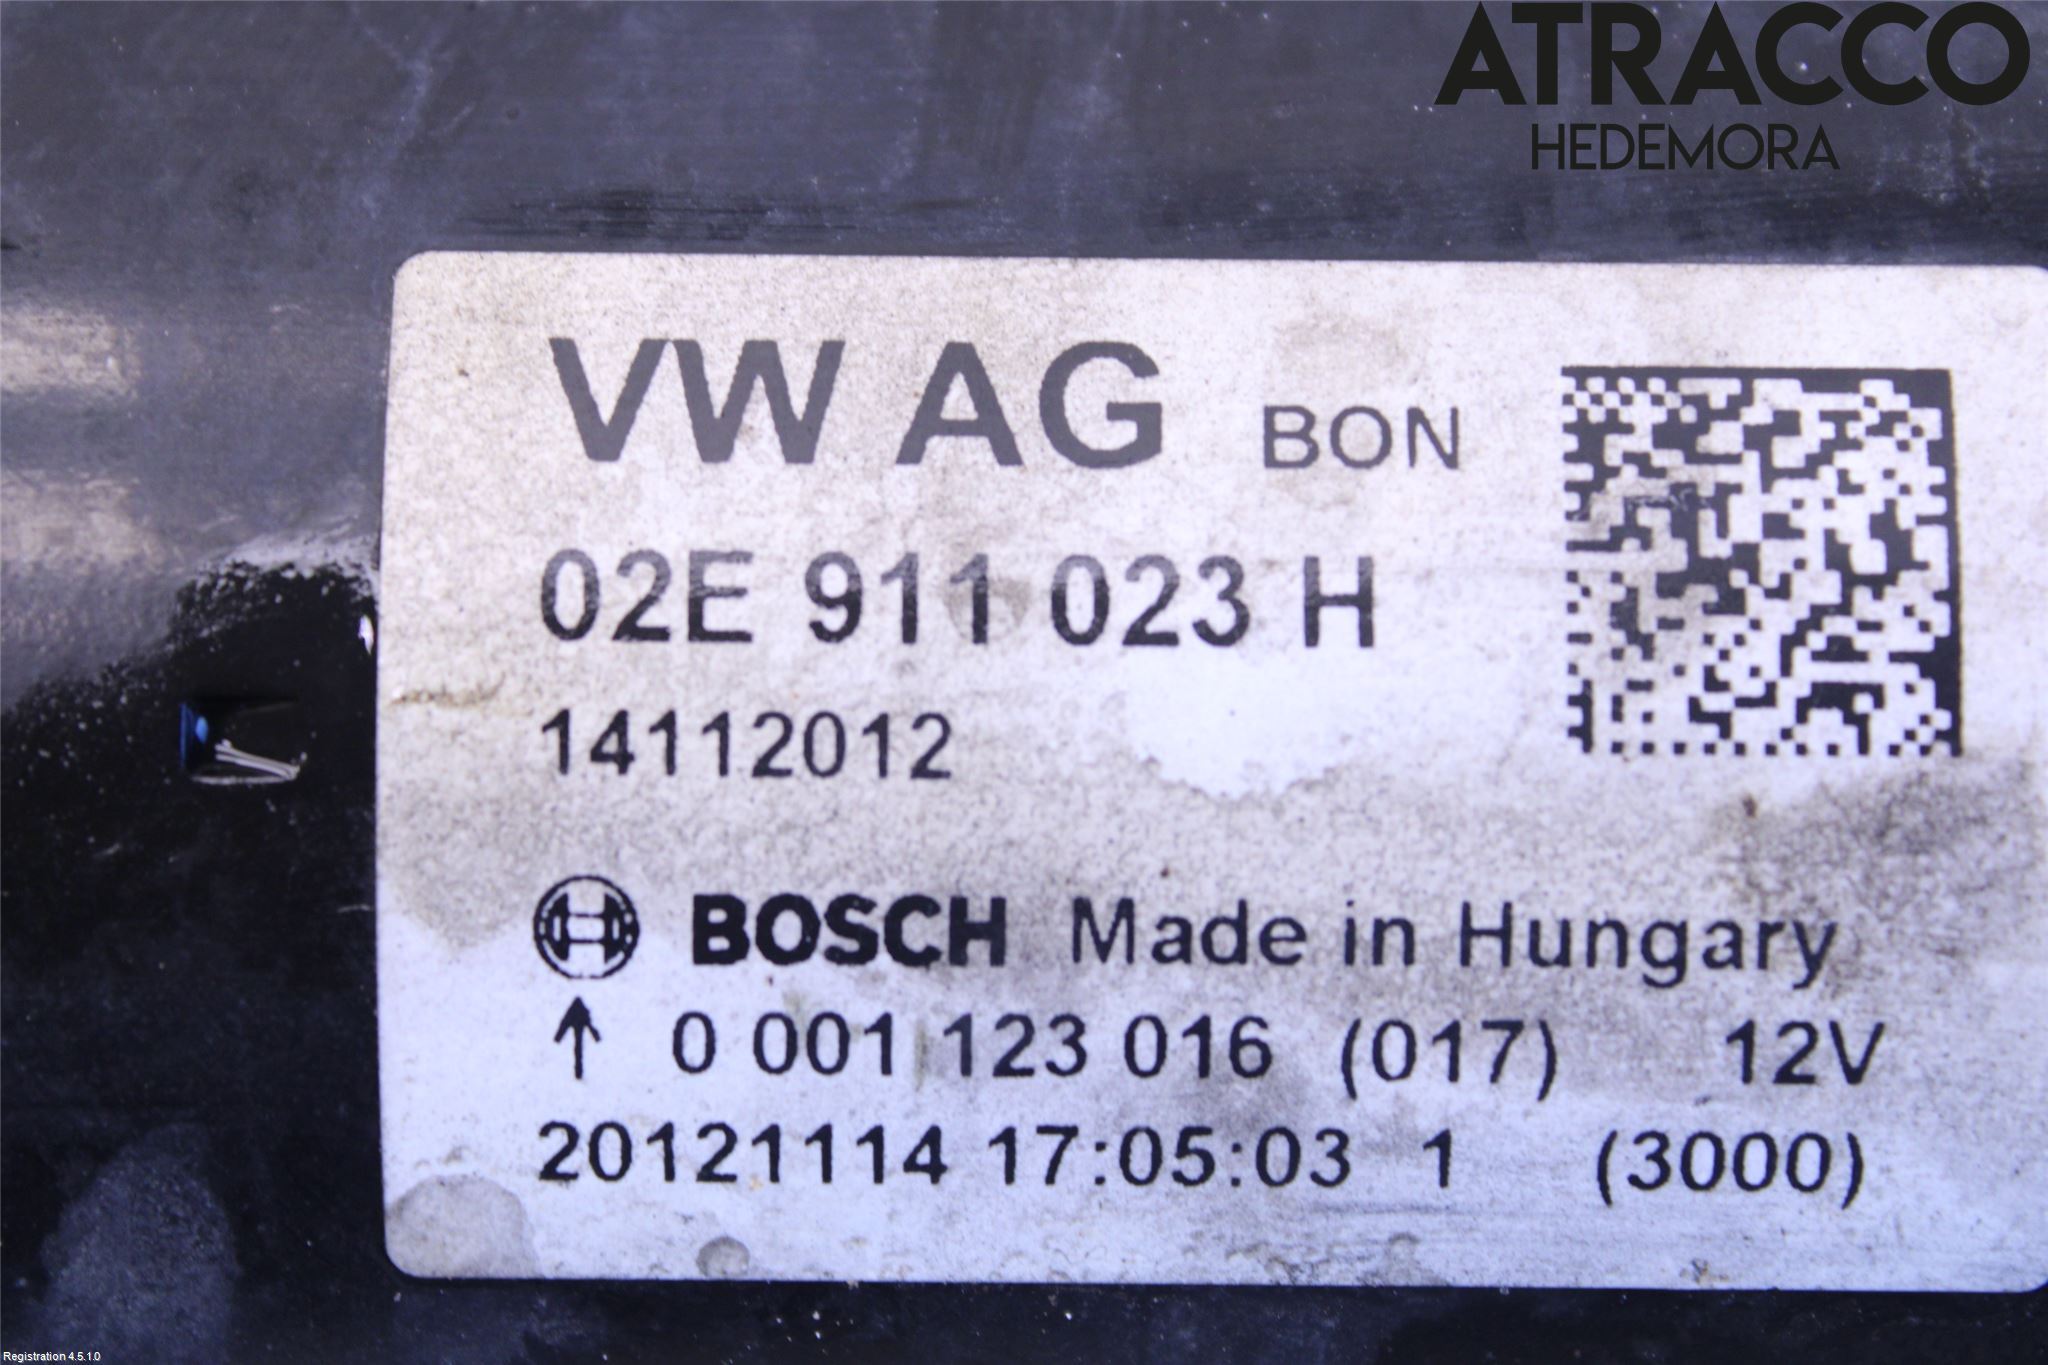 ATRACCO
HEDEMORA
VW AG BON
02E 911 023 H
14112012
BOSCH Made in Hungary
↑ 0 001 123 016 (017) 12V
20121114 17:05:03 1 (3000)
Registration 4.5.1.0